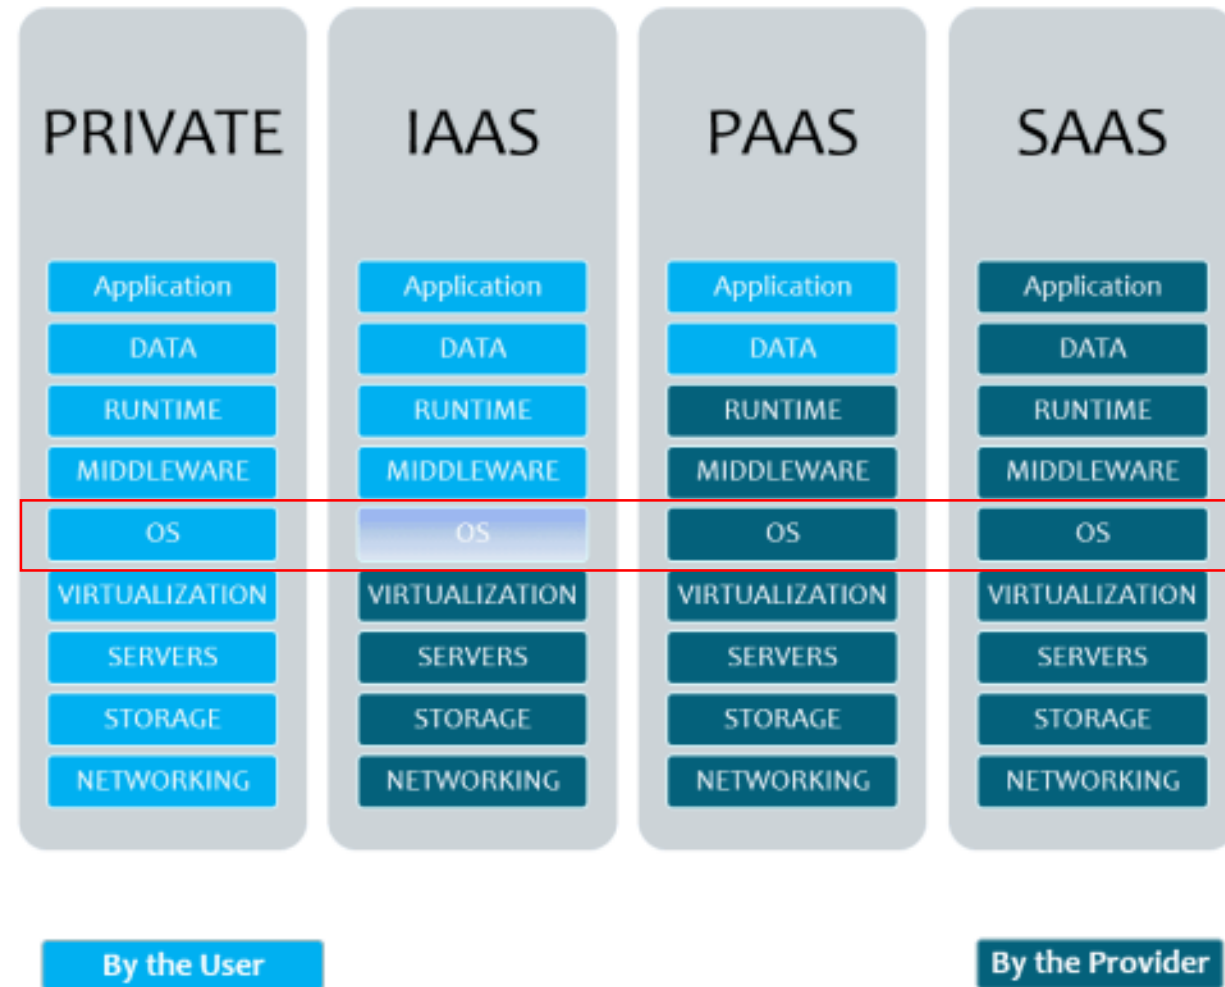 PRIVATE
Application
DATA
RUNTIME
MIDDLEWARE
OS
VIRTUALIZATION
SERVERS
STORAGE
NETWORKING
IAAS
Application
DATA
RUNTIME
MIDDLEWARE
OS
VIRTUALIZATION
SERVERS
STORAGE
NETWORKING
PAAS
Application
DATA
RUNTIME
MIDDLEWARE
OS
VIRTUALIZATION
SERVERS
STORAGE
NETWORKING
SAAS
Application
DATA
RUNTIME
MIDDLEWARE
OS
VIRTUALIZATION
SERVERS
STORAGE
NETWORKING
By the User
By the Provider